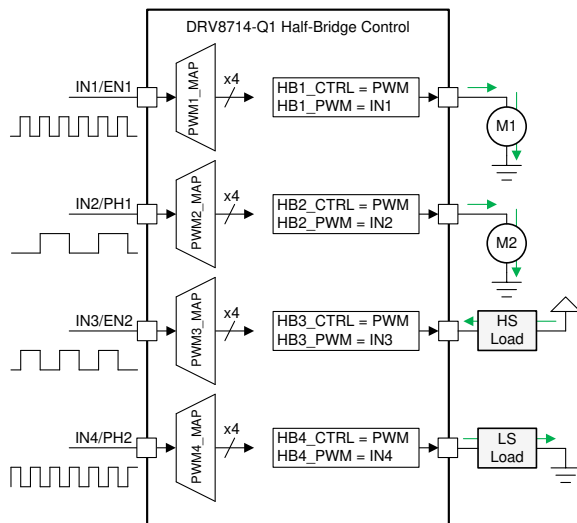 DRV8714-Q1 Half-Bridge Control
IN1/EN1
PWM1_MAP
x4
HB1_CTRL = PWM
HB1_PWM = IN1
M1
IN2/PH1
PWM2_MAP
x4
HB2_CTRL = PWM
HB2_PWM = IN2
M2
IN3/EN2
PWM3_MAP
x4
HB3_CTRL = PWM
HB3_PWM = IN3
HS
Load
IN4/PH2
PWM4_MAP
x4
HB4_CTRL = PWM
HB4_PWM = IN4
LS
Load